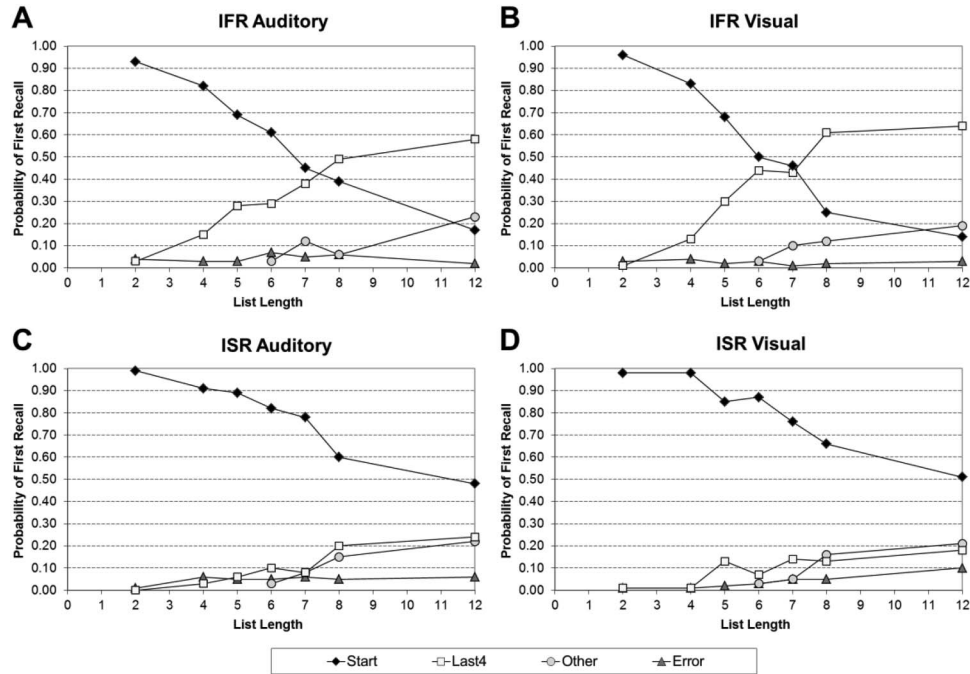 A
IFR Auditory
Probability of First Recall
1.00
0.90
0.80
0.70
0.60
0.50
0.40
0.30
0.20
0.10
0.00
0 1 2 3 4 5 6 7 8 9 10 11 12
List Length
B
IFR Visual
Probability of First Recall
1.00
0.90
0.80
0.70
0.60
0.50
0.40
0.30
0.20
0.10
0.00
0 1 2 3 4 5 6 7 8 9 10 11 12
List Length
C
ISR Auditory
Probability of First Recall
1.00
0.90
0.80
0.70
0.60
0.50
0.40
0.30
0.20
0.10
0.00
0 1 2 3 4 5 6 7 8 9 10 11 12
List Length
D
ISR Visual
Probability of First Recall
1.00
0.90
0.80
0.70
0.60
0.50
0.40
0.30
0.20
0.10
0.00
0 1 2 3 4 5 6 7 8 9 10 11 12
List Length
Start Last4 Other Error